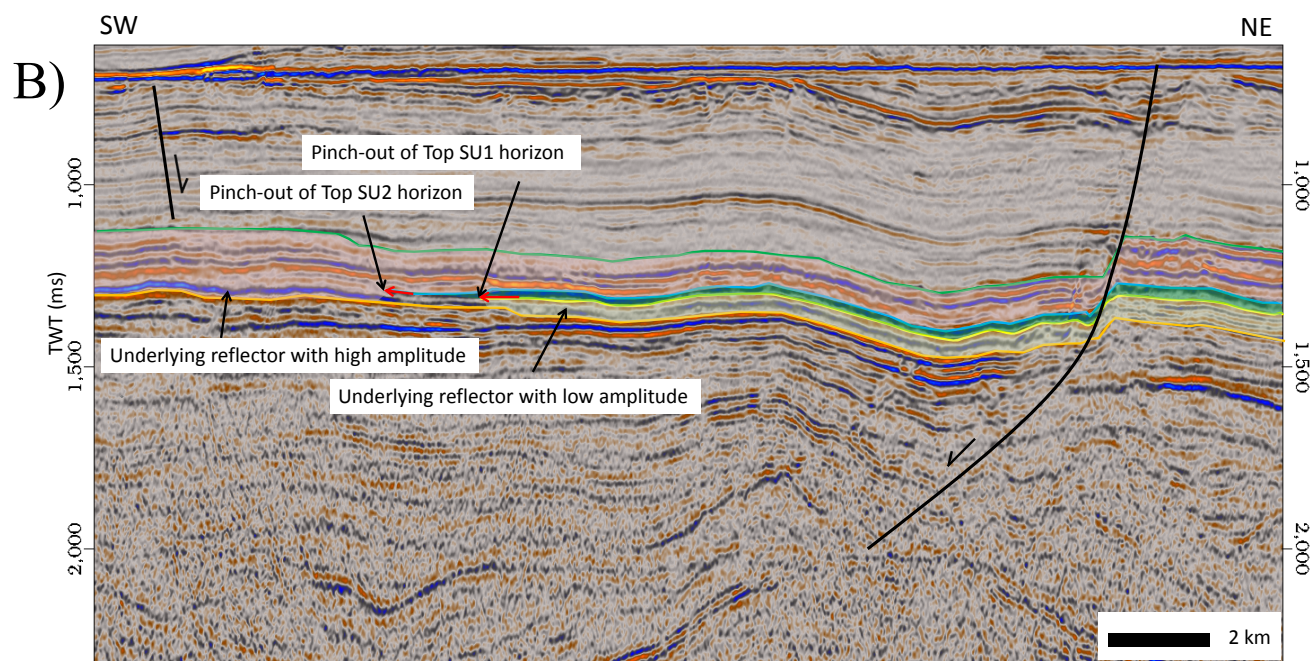 SW
NE
B)
Pinch-out of Top SU1 horizon
1,000
1,000
Pinch-out of Top SU2 horizon
TWT (ms)
Underlying reflector with high amplitude
1,500
1,500
Underlying reflector with low amplitude
2,000
2,000
2 km